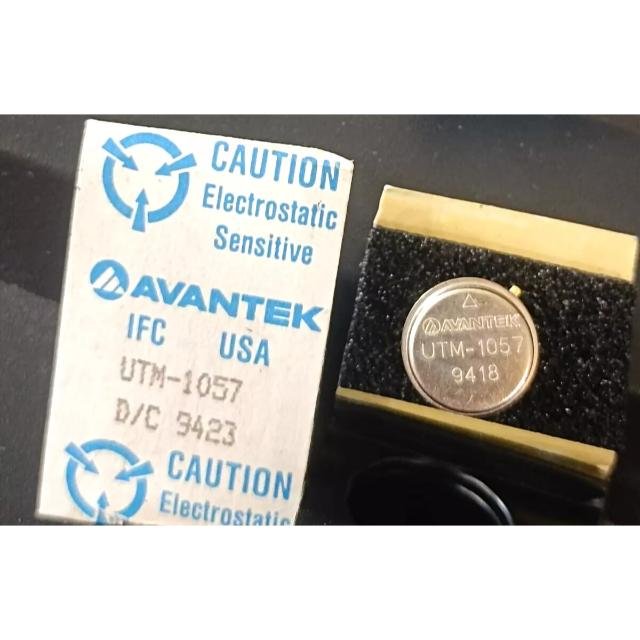 CAUTION
Electrostatic
Sensitive
AVANTEK
IFC USA
UTM-1057
D/C 9423
CAUTION
Electrostatic
AVANTEK
UTM-1057
9418